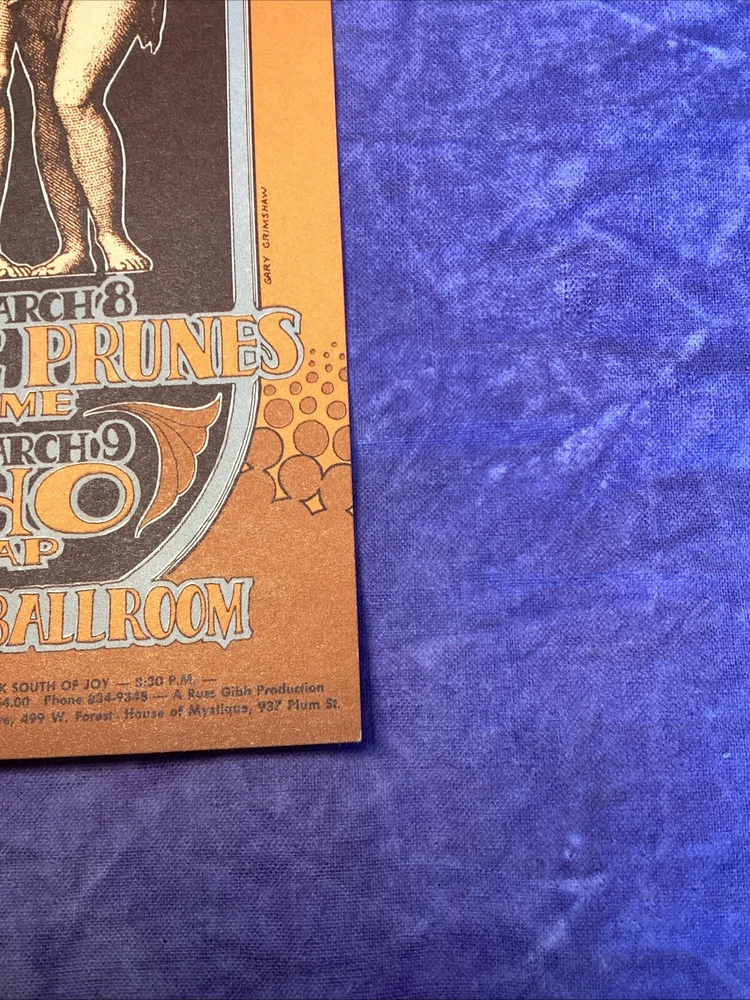 GARY GRIMSHAW
ARCH 8
PRUNES
ME
ARCH 9
HO
AP
BALLROOM
K SOUTH OF JOY — 8:30 P.M. —
$4.00 Phone 834-9348 — A Russ Gibb Production
ve, 499 W. Forest. House of Mystique, 937 Plum St.